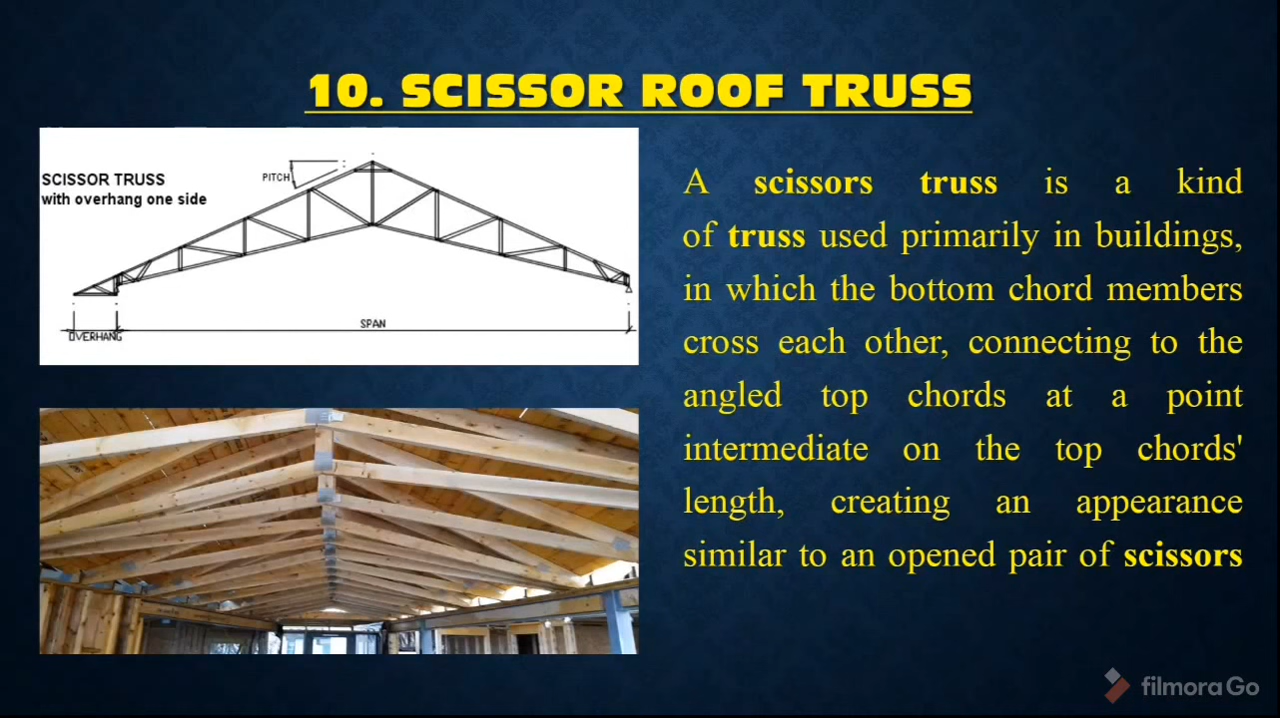 10. SCISSOR ROOF TRUSS
SCISSOR TRUSS
with overhang one side
PITCH
SPAN
OVERHANG
A scissors truss is a kind
of truss used primarily in buildings,
in which the bottom chord members
cross each other, connecting to the
angled top chords at a point
intermediate on the top chords'
length, creating an appearance
similar to an opened pair of scissors
filmora Go